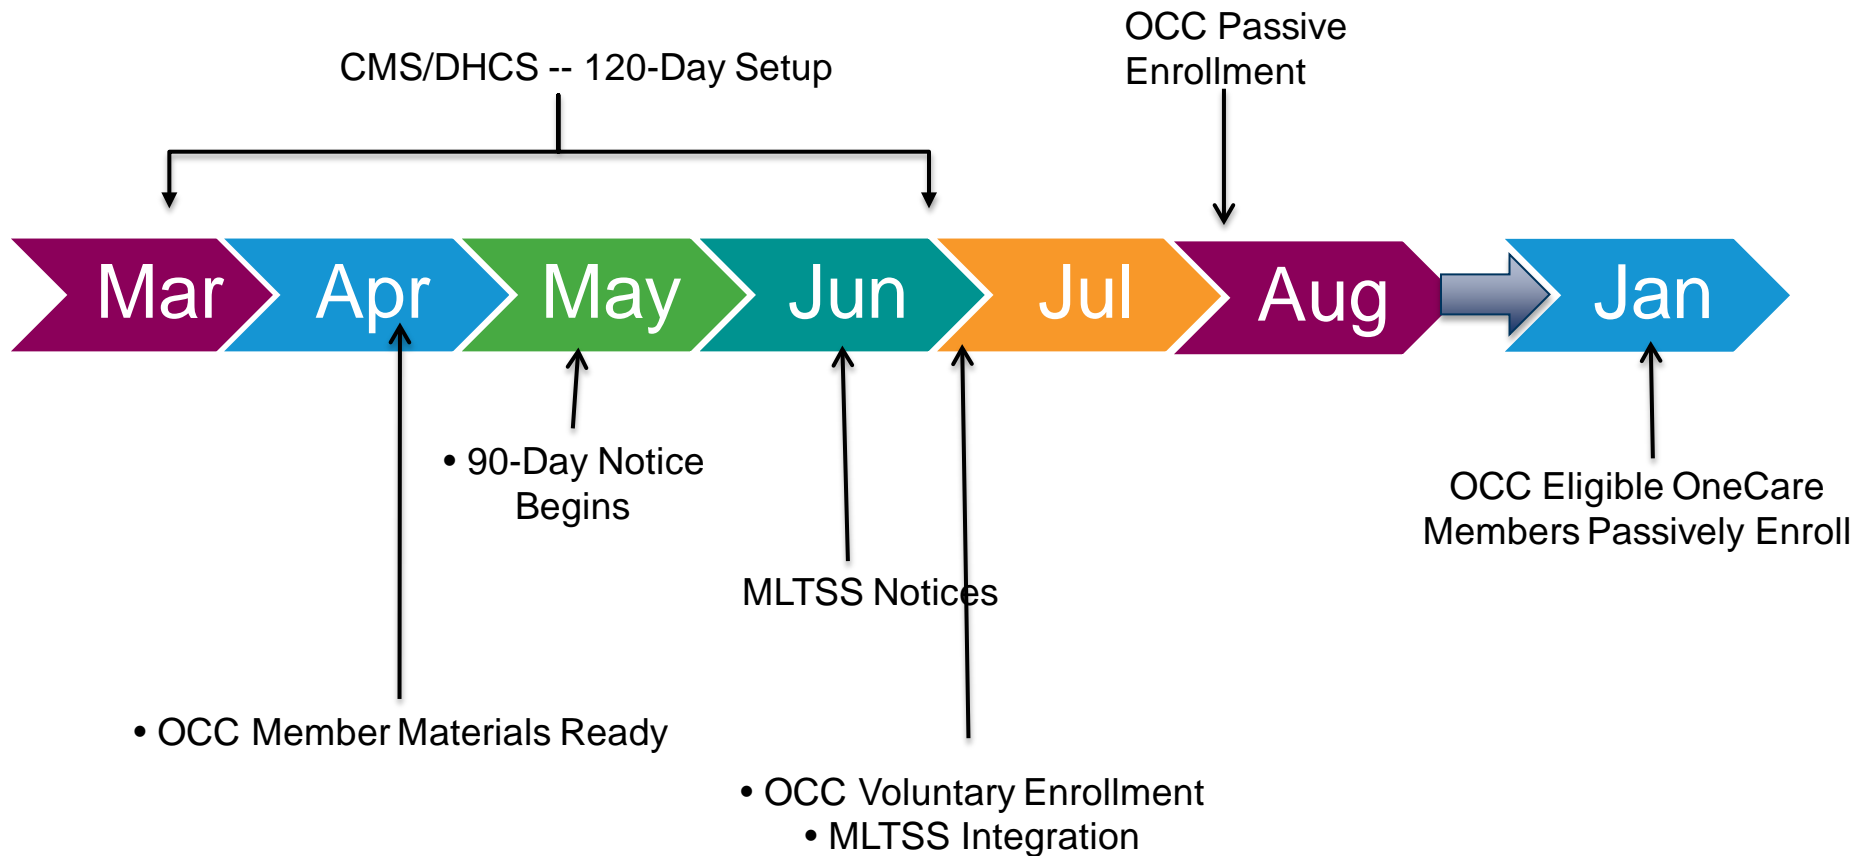 OCC Passive
Enrollment
CMS/DHCS -- 120-Day Setup
Mar Apr May Jun Jul Aug Jan
• 90-Day Notice
Begins
OCC Eligible OneCare
Members Passively Enroll
MLTSS Notices
• OCC Member Materials Ready
• OCC Voluntary Enrollment
• MLTSS Integration